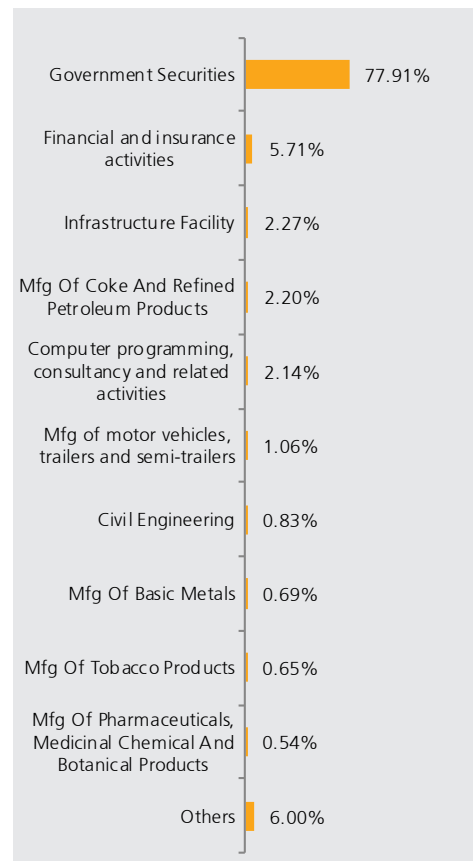 Government Securities 77.91%
Financial and insurance
activities
5.71%
Infrastructure Facility 2.27%
Mfg Of Coke And Refined
Petroleum Products
2.20%
Computer programming,
consultancy and related
activities
2.14%
Mfg of motor vehicles,
trailers and semi-trailers
1.06%
Civil Engineering 0.83%
Mfg Of Basic Metals 0.69%
Mfg Of Tobacco Products 0.65%
Mfg Of Pharmaceuticals,
Medicinal Chemical And
Botanical Products
0.54%
Others 6.00%